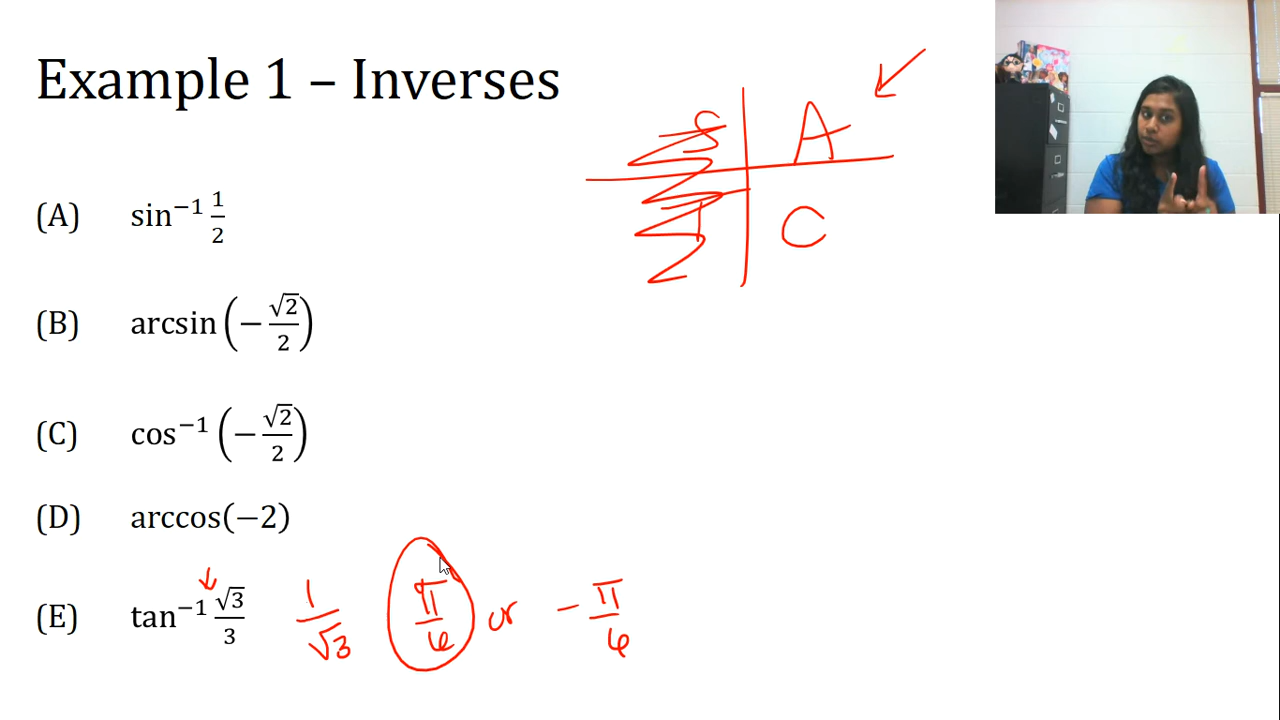 Example 1 – Inverses
S A
T C
(A) sin⁻¹ 1/2
(B) arcsin(−√2/2)
(C) cos⁻¹(−√2/2)
(D) arccos(−2)
(E) tan⁻¹ √3/3 1/√3 π/6 or −π/6